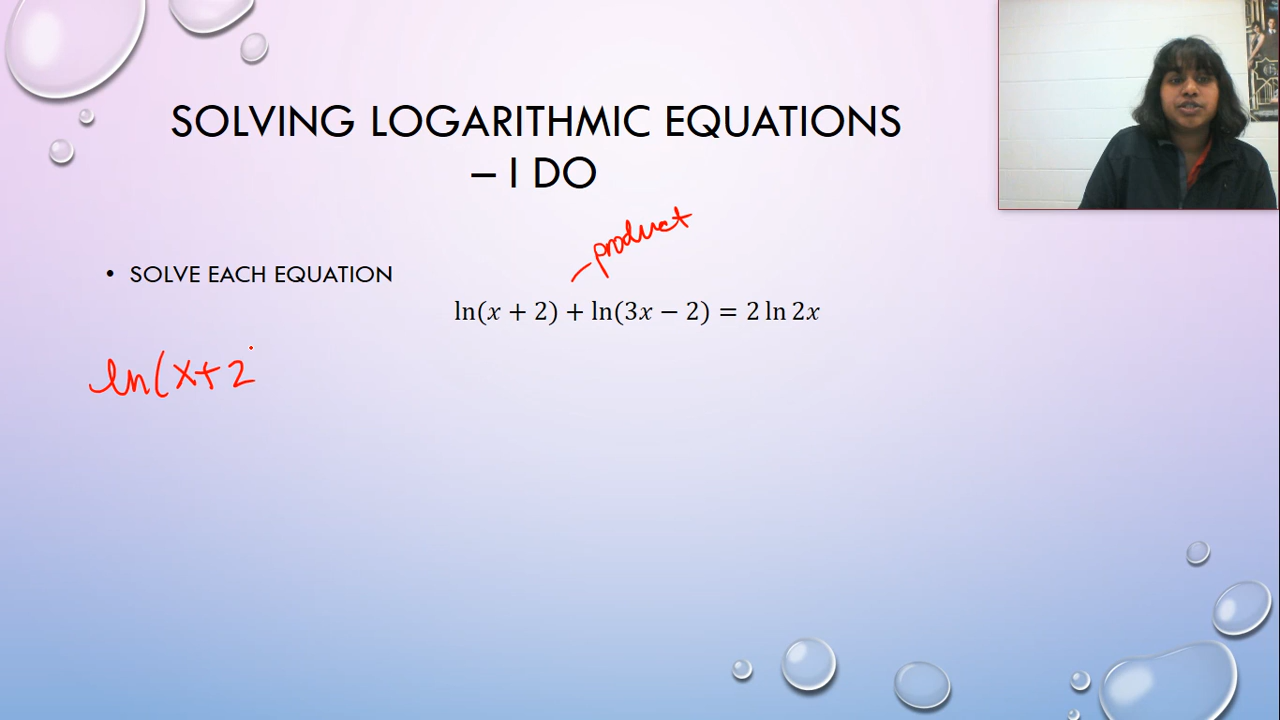 SOLVING LOGARITHMIC EQUATIONS
– I DO
product
• SOLVE EACH EQUATION
ln(x + 2) + ln(3x − 2) = 2 ln 2x
ln(x+2